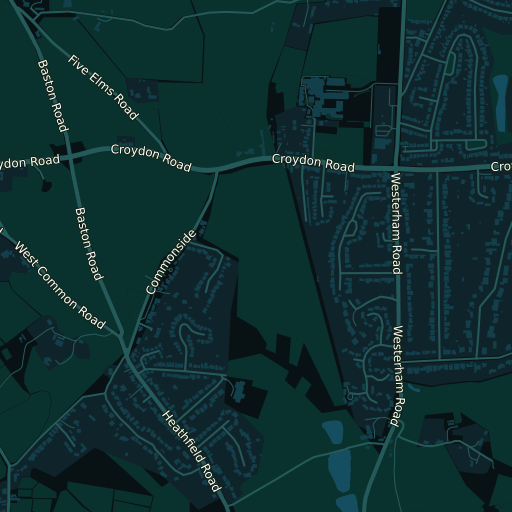 Five Elms Road
Baston Road
Croydon Road
ydon Road
Croydon Road
Cro
Westerham Road
Baston Road
Commonside
West Common Road
Westerham Road
Heathfield Road